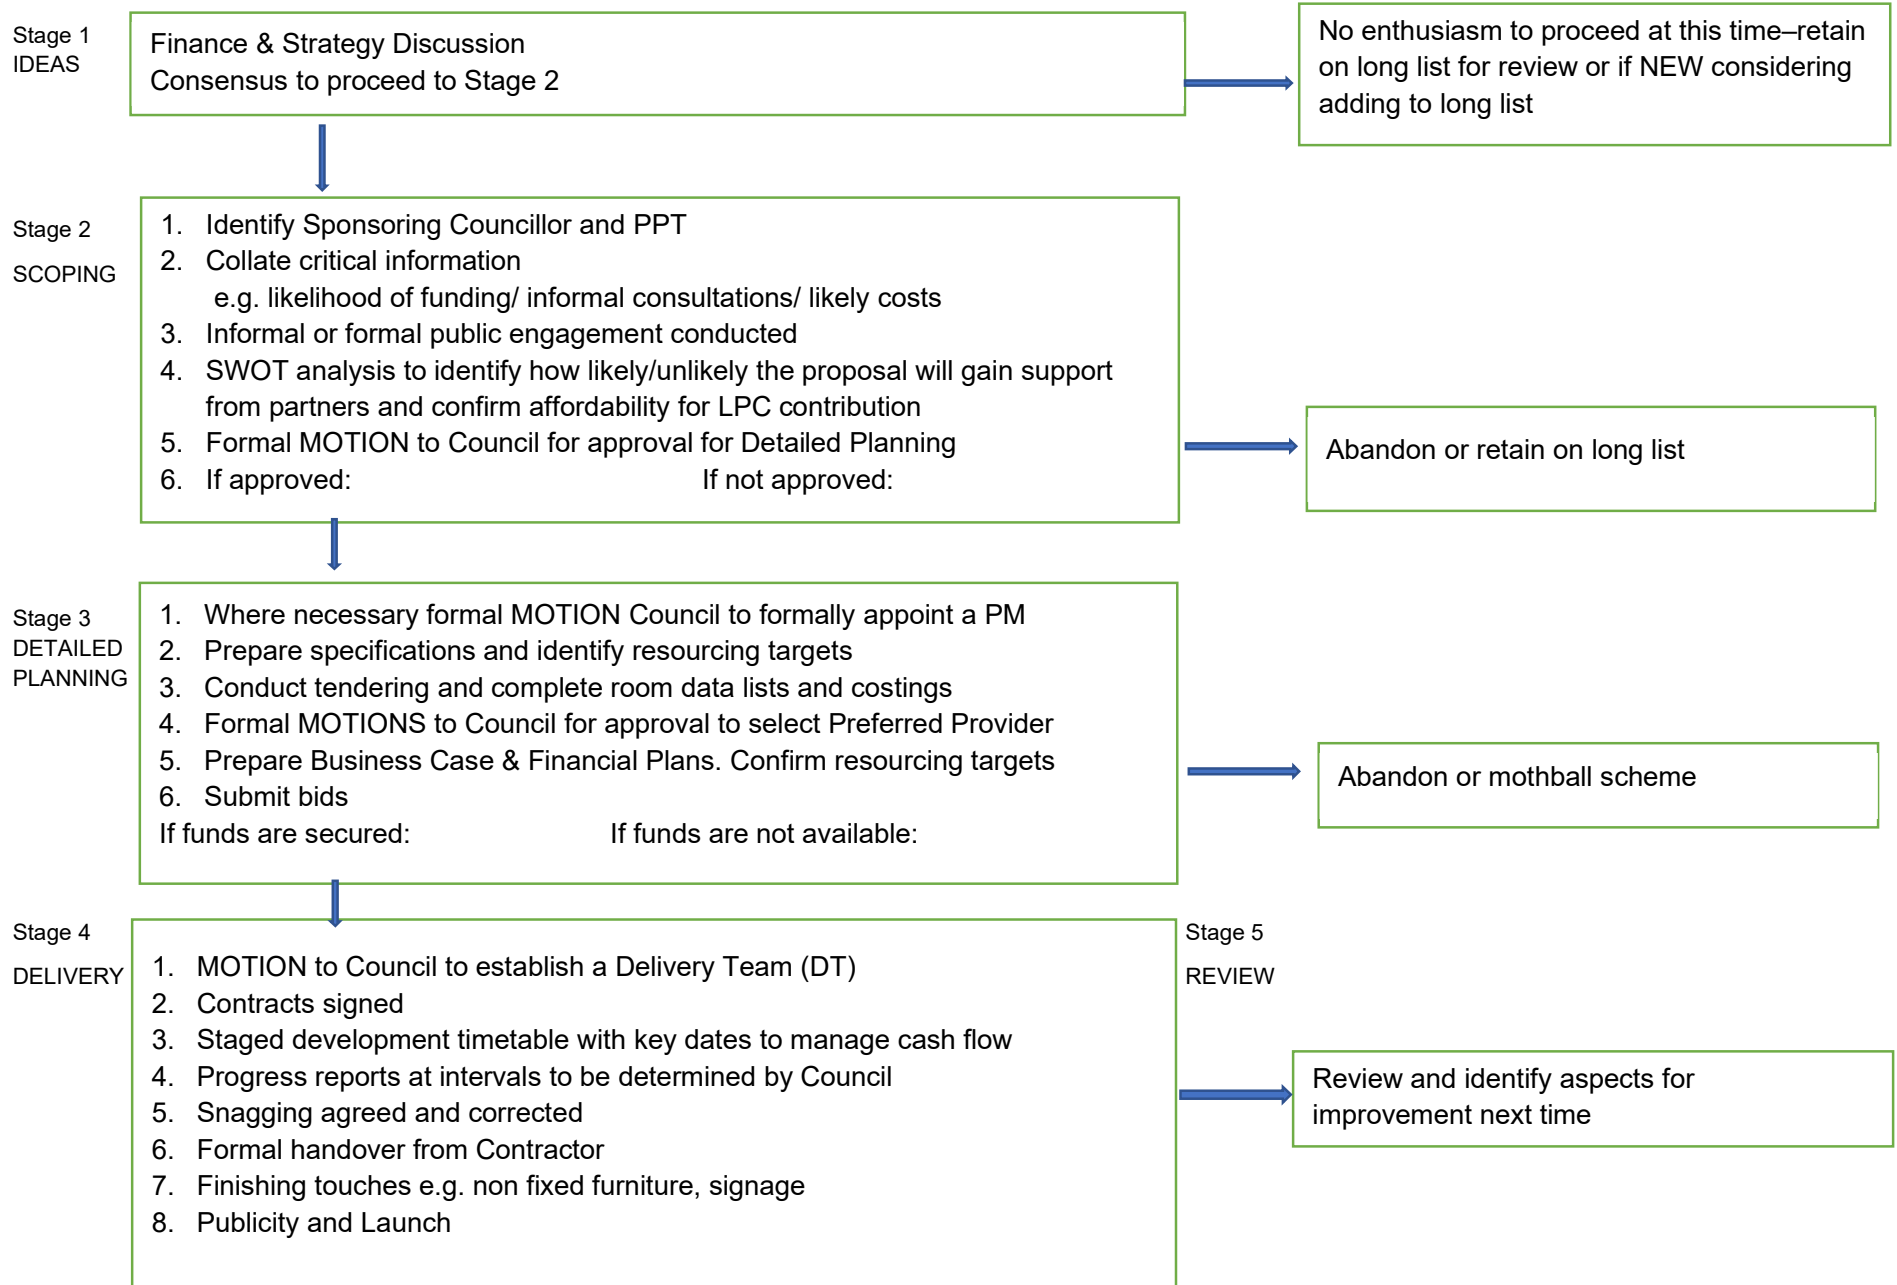 Stage 1
IDEAS
Finance & Strategy Discussion
Consensus to proceed to Stage 2
No enthusiasm to proceed at this time–retain
on long list for review or if NEW considering
adding to long list
Stage 2
SCOPING
1. Identify Sponsoring Councillor and PPT
2. Collate critical information
e.g. likelihood of funding/ informal consultations/ likely costs
3. Informal or formal public engagement conducted
4. SWOT analysis to identify how likely/unlikely the proposal will gain support
from partners and confirm affordability for LPC contribution
5. Formal MOTION to Council for approval for Detailed Planning
6. If approved: If not approved:
Abandon or retain on long list
Stage 3
DETAILED
PLANNING
1. Where necessary formal MOTION Council to formally appoint a PM
2. Prepare specifications and identify resourcing targets
3. Conduct tendering and complete room data lists and costings
4. Formal MOTIONS to Council for approval to select Preferred Provider
5. Prepare Business Case & Financial Plans. Confirm resourcing targets
6. Submit bids
If funds are secured: If funds are not available:
Abandon or mothball scheme
Stage 4
DELIVERY
1. MOTION to Council to establish a Delivery Team (DT)
2. Contracts signed
3. Staged development timetable with key dates to manage cash flow
4. Progress reports at intervals to be determined by Council
5. Snagging agreed and corrected
6. Formal handover from Contractor
7. Finishing touches e.g. non fixed furniture, signage
8. Publicity and Launch
Stage 5
REVIEW
Review and identify aspects for
improvement next time